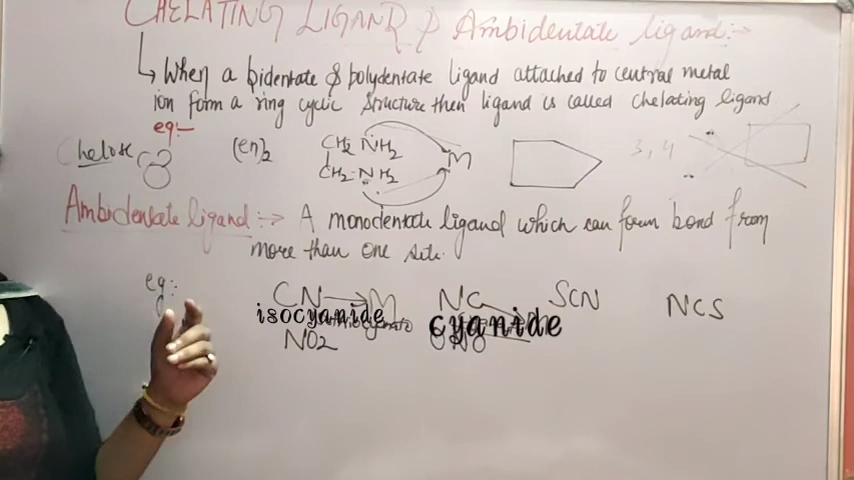 CHELATING LIGAND & Ambidentate ligand:-
When a bidentate & polydentate ligand attached to central metal
ion form a ring cyclic structure then ligand is called chelating ligand
eg:-
Chelose (en)2 CH2 NH2 M 3, 4
CH2 :NH2
Ambidentate ligand :-> A monodentate ligand which can form bond from
more than one site.
eg:
CN M NC SCN NCS
isocyanide cyanide
NO2